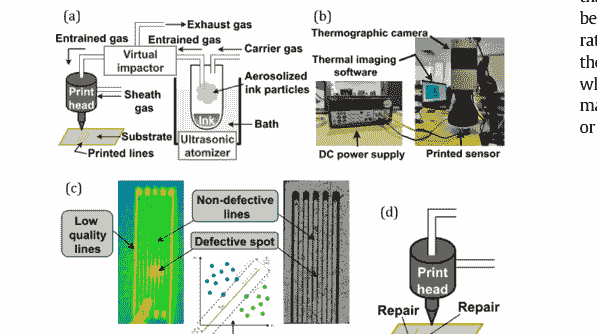 (a)
Exhaust gas
Entrained gas
Entrained gas
Carrier gas
Virtual
impactor
Aerosolized
ink particles
Print
head
Sheath
gas
Ink
Bath
Substrate
Printed lines
Ultrasonic
atomizer
(b)
Thermographic camera
Thermal imaging
software
DC power supply
Printed sensor
(c)
Low
quality
lines
Non-defective
lines
Defective spot
(d)
Print
head
Repair
Repair
be
rat
the
wh
ma
or